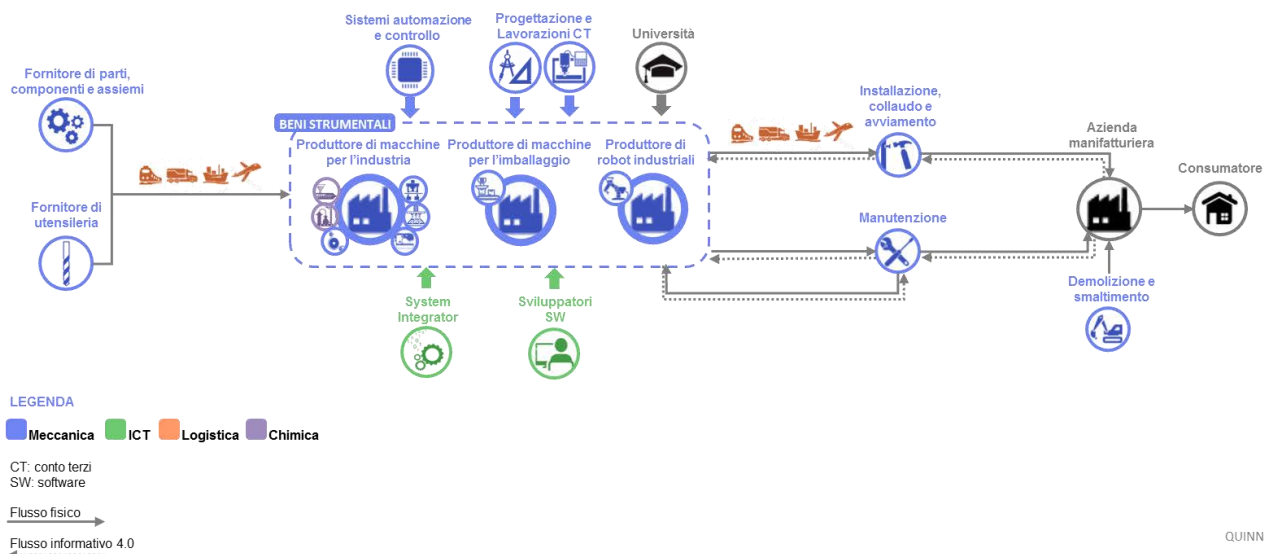 Sistemi automazione
e controllo
Progettazione e
Lavorazioni CT
Università
Fornitore di parti,
componenti e assiemi
Installazione,
collaudo e
avviamento
BENI STRUMENTALI
Azienda
manifatturiera
Produttore di macchine
per l'industria
Produttore di macchine
per l'imballaggio
Produttore di
robot industriali
Consumatore
Fornitore di
utensileria
Manutenzione
System
Integrator
Sviluppatori
SW
Demolizione e
smaltimento
LEGENDA
Meccanica ICT Logistica Chimica
CT: conto terzi
SW: software
Flusso fisico
Flusso informativo 4.0
QUINN